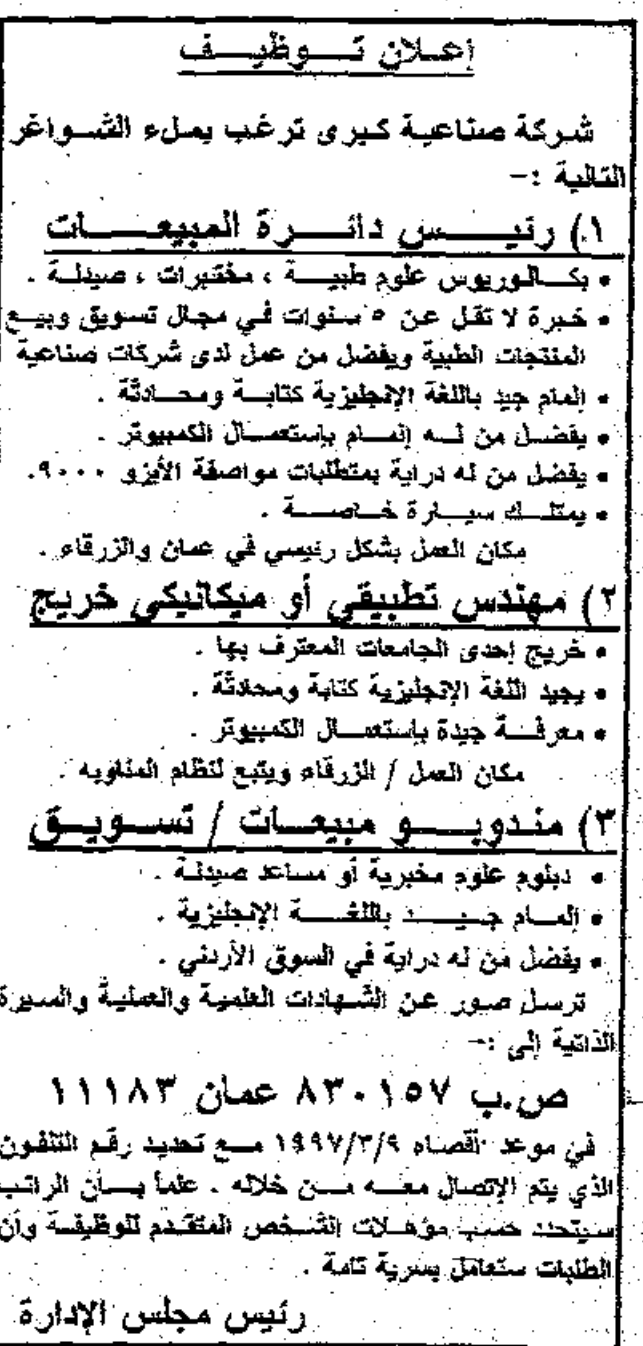 إعلان توظيف
شركة صناعية كبرى ترغب بملء الشواغر
التالية :-
١) رئيس دائرة المبيعات
• بكالوريوس علوم طبية ، مختبرات ، صيدلة .
• خبرة لا تقل عن ٥ سنوات في مجال تسويق وبيع
المنتجات الطبية ويفضل من عمل لدى شركات صناعية
• إلمام جيد باللغة الإنجليزية كتابة ومحادثة .
• يفضل من له إلمام بإستعمال الكمبيوتر .
• يفضل من له دراية بمتطلبات مواصفة الأيزو ٩٠٠٠.
• يمتلك سيارة خاصة .
مكان العمل بشكل رئيسي في عمان والزرقاء .
٢) مهندس تطبيقي أو ميكانيكي خريج
• خريج إحدى الجامعات المعترف بها .
• يجيد اللغة الإنجليزية كتابة ومحادثة .
• معرفة جيدة بإستعمال الكمبيوتر .
مكان العمل / الزرقاء ويتبع لنظام المناوبه .
٣) مندوبو مبيعات / تسويق
• دبلوم علوم مخبرية أو مساعد صيدلة .
• إلمام جيد باللغة الإنجليزية .
• يفضل من له دراية في السوق الأردني .
ترسل صور عن الشهادات العلمية والعملية والسيرة
الذاتية إلى :-
ص.ب ٨٣٠١٥٧ عمان ١١١٨٣
في موعد أقصاه ١٩٩٧/٣/٩ مع تحديد رقم التلفون
الذي يتم الإتصال معه من خلاله . علماً بأن الراتب
سيتحدد حسب مؤهلات الشخص المتقدم للوظيفة وأن
الطلبات ستعامل بسرية تامة .
رئيس مجلس الإدارة